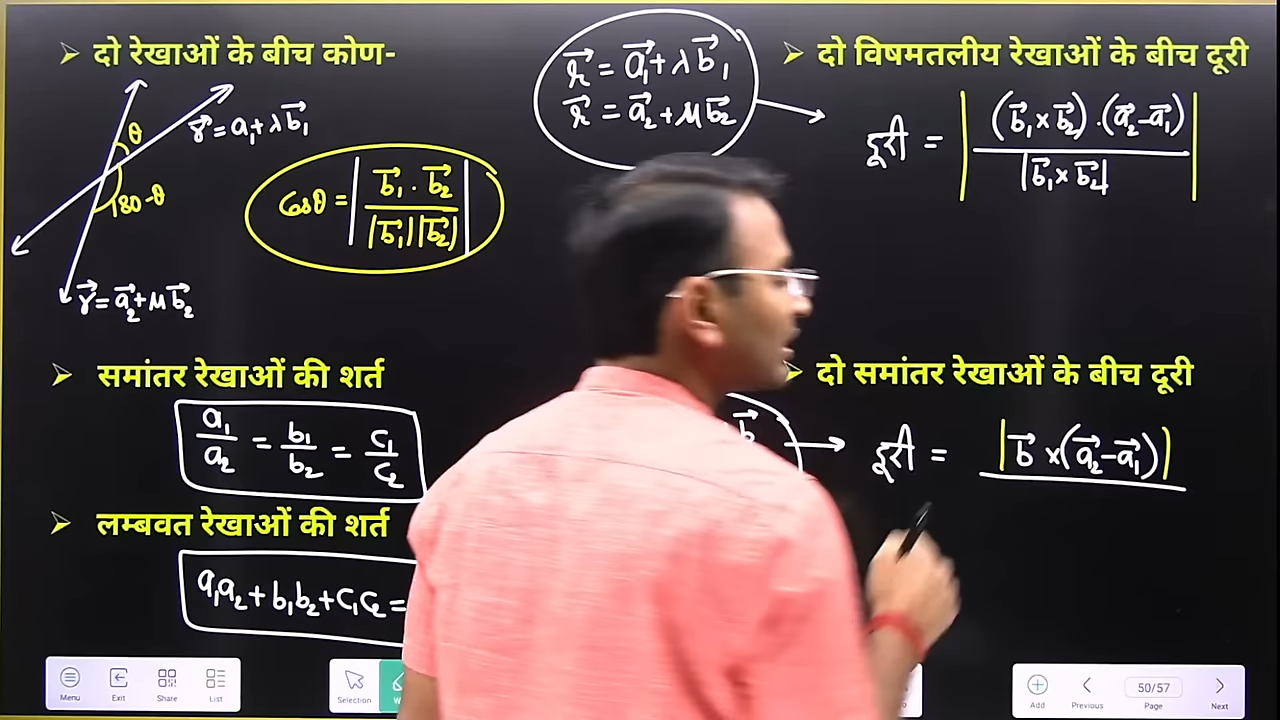 ➢ दो रेखाओं के बीच कोण-
θ
r⃗ = a₁ + λb⃗₁
180-θ
r⃗ = a⃗₂ + μb⃗₂
cosθ = | b⃗₁ . b⃗₂ / |b⃗₁| |b⃗₂| |
➢ समांतर रेखाओं की शर्त
a₁/a₂ = b₁/b₂ = c₁/c₂
➢ लम्बवत रेखाओं की शर्त
a₁a₂ + b₁b₂ + c₁c₂ =
r⃗ = a⃗₁ + λb⃗₁
r⃗ = a⃗₂ + μb⃗₂
➢ दो विषमतलीय रेखाओं के बीच दूरी
दूरी = | (b⃗₁ × b⃗₂) . (a⃗₂ - a⃗₁) / |b⃗₁ × b⃗₂| |
➢ दो समांतर रेखाओं के बीच दूरी
b⃗
दूरी = |b⃗ × (a⃗₂ - a⃗₁)|
Menu Exit Share List
Selection
Add Previous 50/57 Page Next